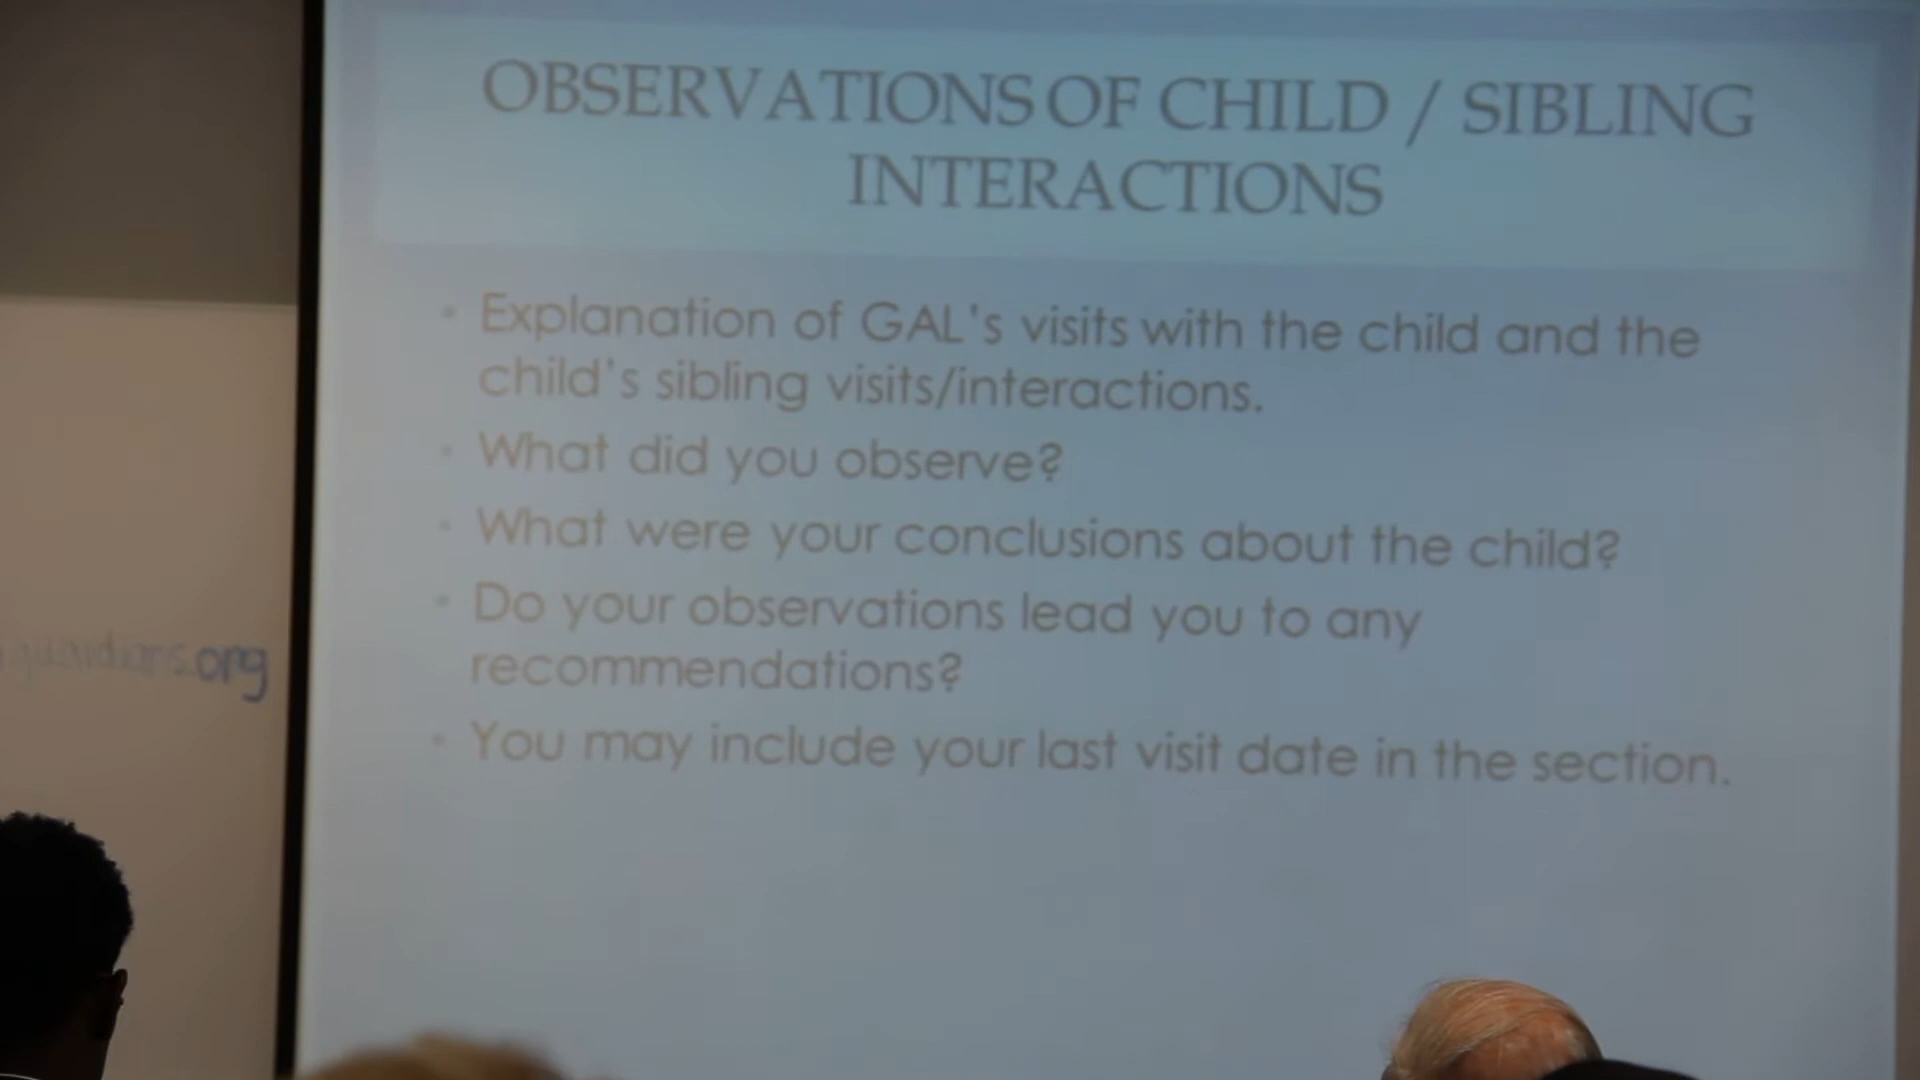 OBSERVATIONS OF CHILD / SIBLING
INTERACTIONS
• Explanation of GAL's visits with the child and the
child's sibling visits/interactions.
• What did you observe?
• What were your conclusions about the child?
• Do your observations lead you to any
recommendations?
• You may include your last visit date in the section.
guardians.org